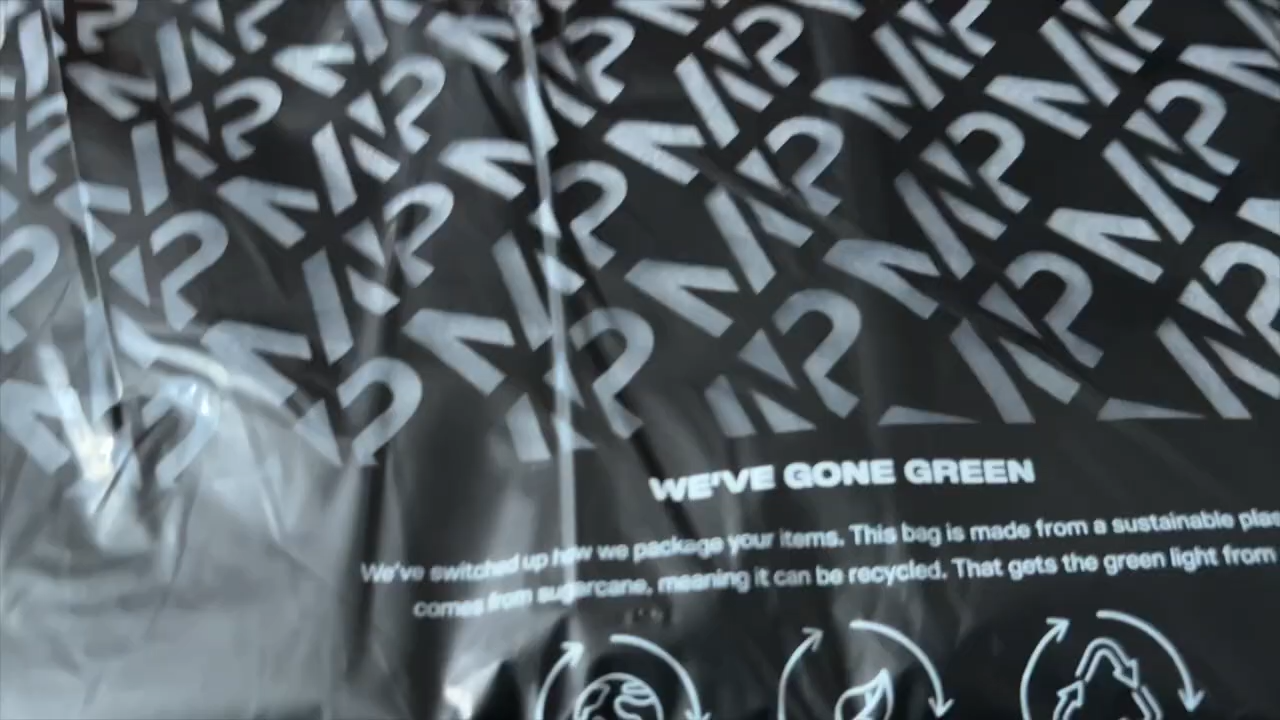 WE'VE GONE GREEN
We've switched up how we package your items. This bag is made from a sustainable
comes from sugarcane, meaning it can be recycled. That gets the green light from